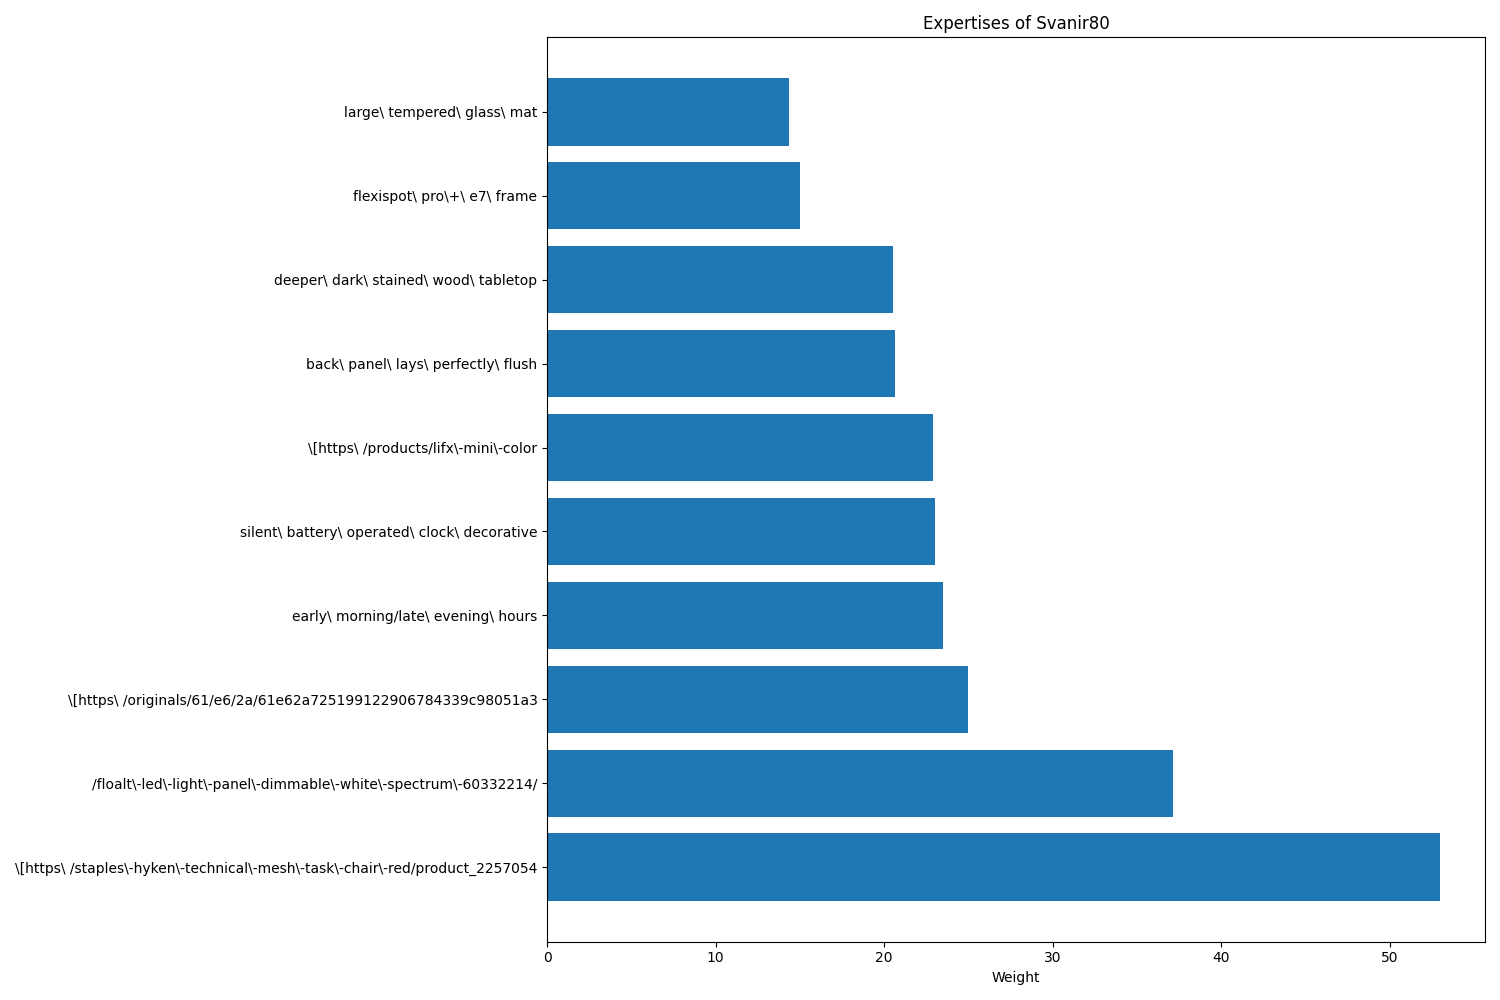 Expertises of Svanir80
large\ tempered\ glass\ mat
flexispot\ pro\+\ e7\ frame
deeper\ dark\ stained\ wood\ tabletop
back\ panel\ lays\ perfectly\ flush
\[https\ /products/lifx\-mini\-color
silent\ battery\ operated\ clock\ decorative
early\ morning/late\ evening\ hours
\[https\ /originals/61/e6/2a/61e62a725199122906784339c98051a3
/floalt\-led\-light\-panel\-dimmable\-white\-spectrum\-60332214/
\[https\ /staples\-hyken\-technical\-mesh\-task\-chair\-red/product_2257054
0 10 20 30 40 50
Weight